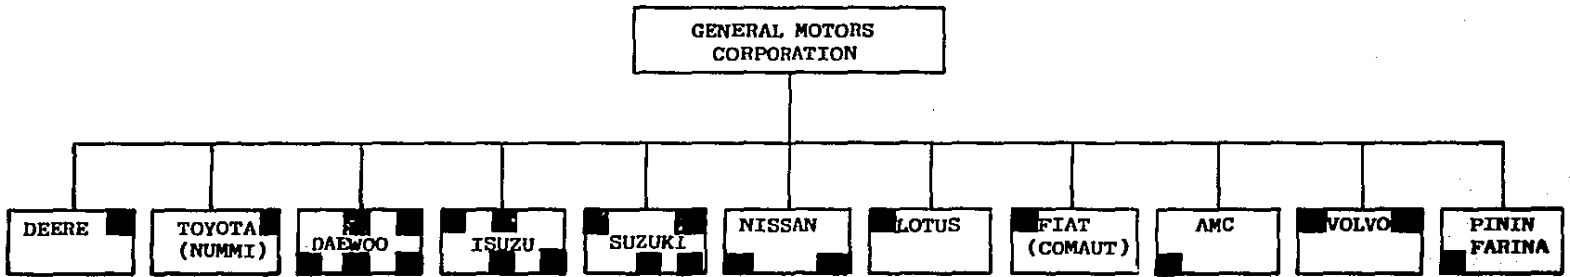 GENERAL MOTORS
CORPORATION
DEERE
TOYOTA
(NUMMI)
DAEWOO
ISUZU
SUZUKI
NISSAN
LOTUS
FIAT
(COMAUT)
AMC
VOLVO
PININ
FARINA